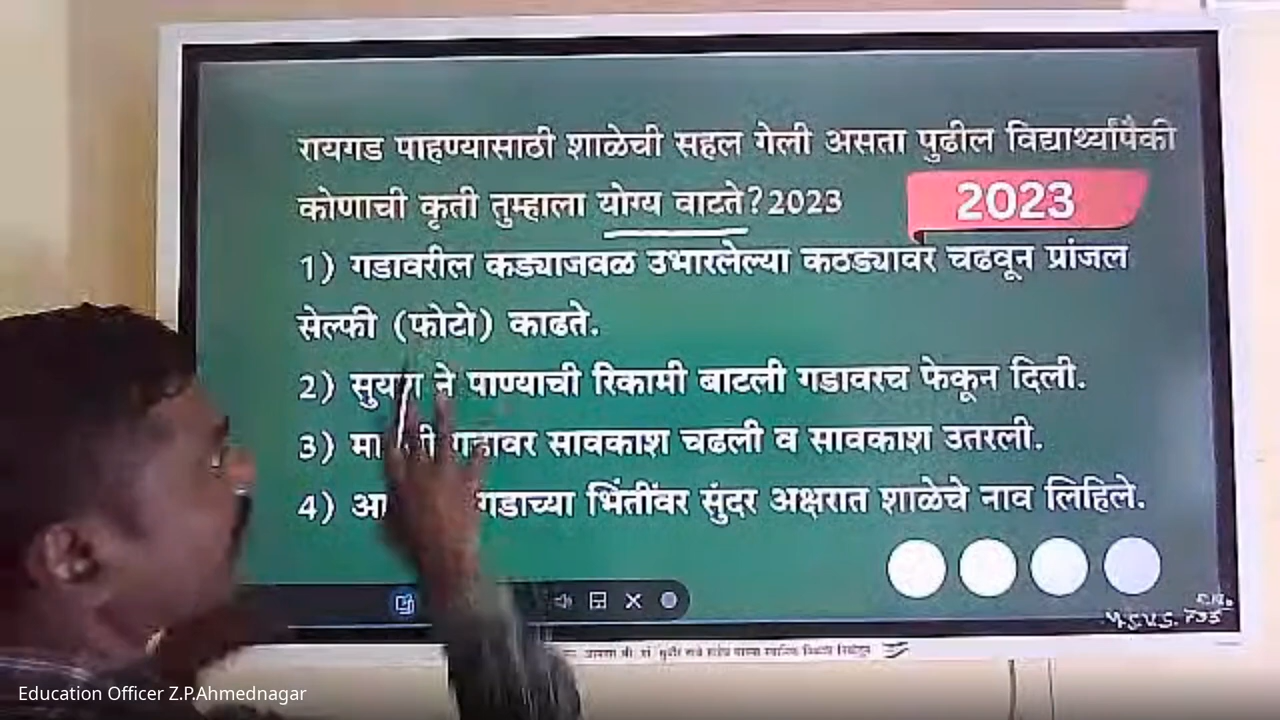 रायगड पाहण्यासाठी शाळेची सहल गेली असता पुढील विद्यार्थ्यांपैकी
कोणाची कृती तुम्हाला योग्य वाटते?2023
2023
1) गडावरील कड्याजवळ उभारलेल्या कठड्यावर चढवून प्रांजल
सेल्फी (फोटो) काढते.
2) ने पाण्याची रिकामी बाटली गडावरच फेकून दिली.
3) गडावर सावकाश चढली व सावकाश उतरली.
4) गडाच्या भिंतींवर सुंदर अक्षरात शाळेचे नाव लिहिले.
Education Officer Z.P.Ahmednagar